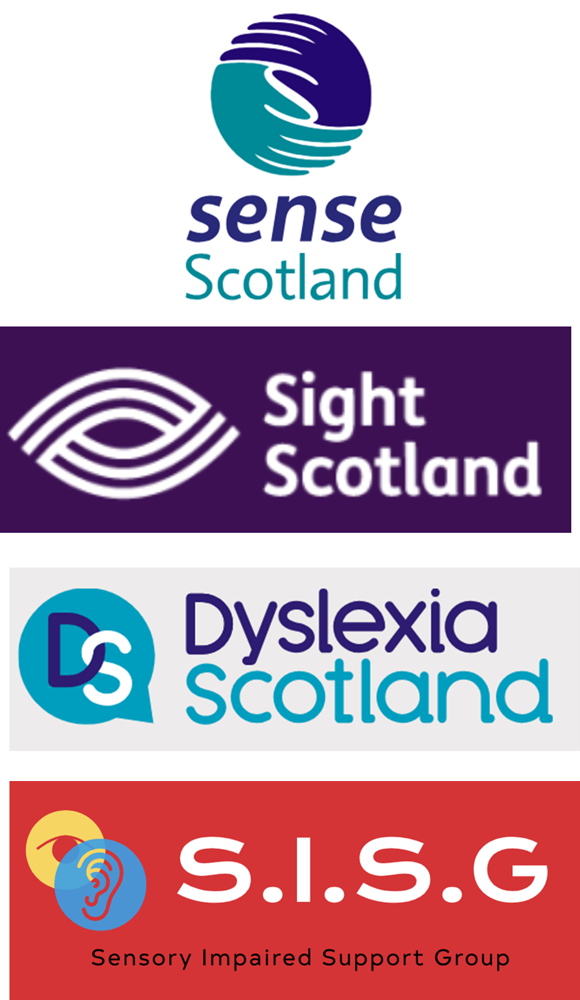 sense
Scotland
Sight
Scotland
DS
Dyslexia
Scotland
S.I.S.G
Sensory Impaired Support Group